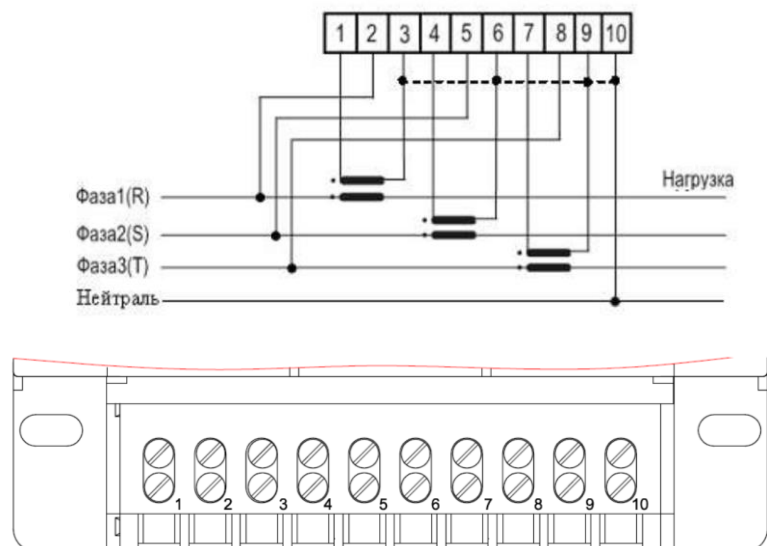 1 2 3 4 5 6 7 8 9 10
Нагрузка
Фаза1(R)
Фаза2(S)
Фаза3(T)
Нейтраль
1 2 3 4 5 6 7 8 9 10